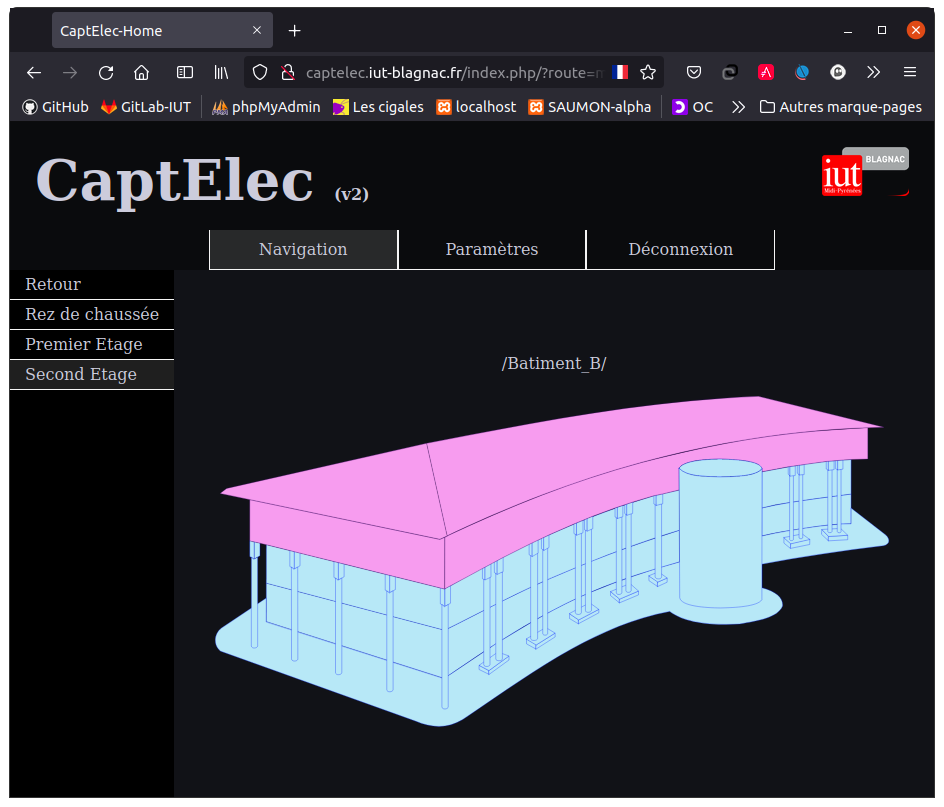 CaptElec-Home
captelec.iut-blagnac.fr/index.php/?route=n
GitHub GitLab-IUT phpMyAdmin Les cigales localhost SAUMON-alpha OC Autres marque-pages
CaptElec (v2)
BLAGNAC
iut
Midi-Pyrénées
Navigation Paramètres Déconnexion
Retour
Rez de chaussée
Premier Etage
Second Etage
/Batiment_B/